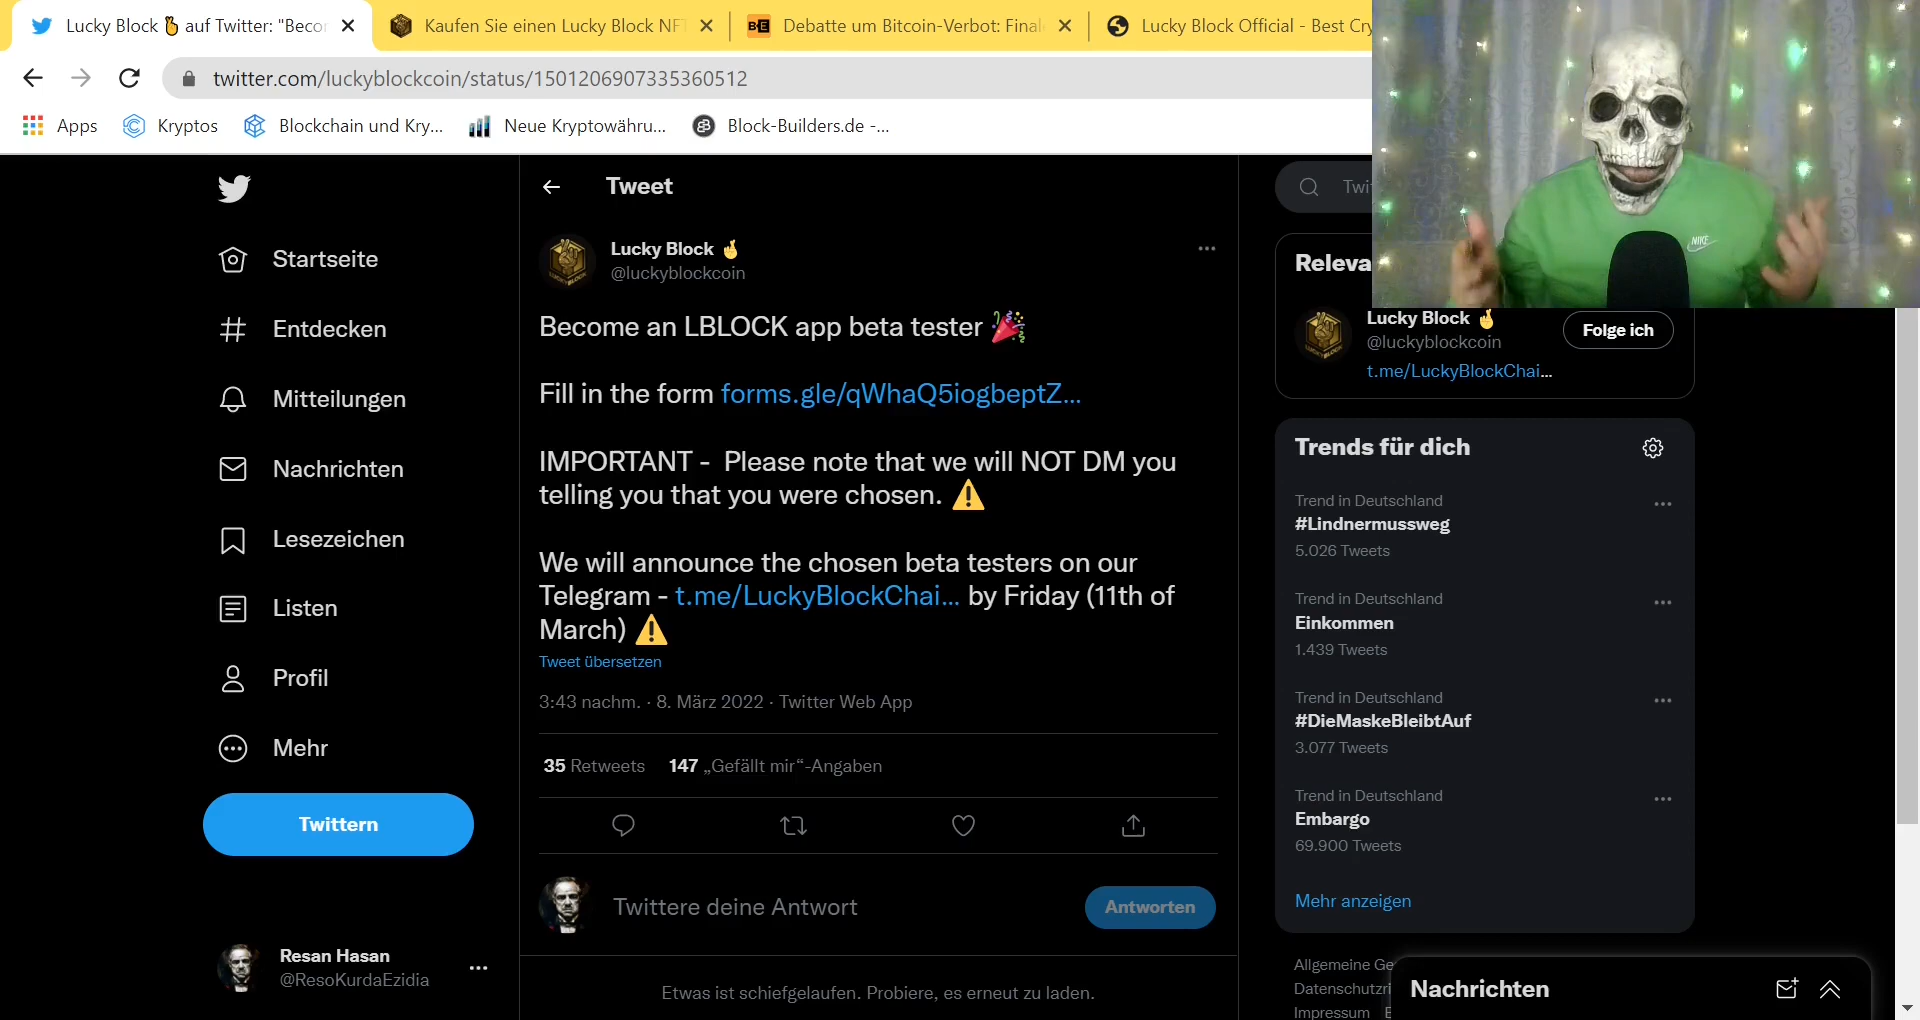 Lucky Block auf Twitter: "Becor
Kaufen Sie einen Lucky Block NFT
Debatte um Bitcoin-Verbot: Final
Lucky Block Official - Best Cry
twitter.com/luckyblockcoin/status/1501206907335360512
Apps
Kryptos
Blockchain und Kry...
Neue Kryptowähru...
Block-Builders.de -...
Startseite
Entdecken
Mitteilungen
Nachrichten
Lesezeichen
Listen
Profil
Mehr
Twittern
Resan Hasan
@ResoKurdaEzidia
Tweet
Lucky Block 🤞
@luckyblockcoin
Become an LBLOCK app beta tester 🎉
Fill in the form forms.gle/qWhaQ5iogbeptZ...
IMPORTANT - Please note that we will NOT DM you
telling you that you were chosen. ⚠️
We will announce the chosen beta testers on our
Telegram - t.me/LuckyBlockChai... by Friday (11th of
March) ⚠️
Tweet übersetzen
3:43 nachm. · 8. März 2022 · Twitter Web App
35 Retweets 147 „Gefällt mir“-Angaben
Twittere deine Antwort
Antworten
Etwas ist schiefgelaufen. Probiere, es erneut zu laden.
Twi
Releva
NIKE
Lucky Block 🤞
@luckyblockcoin
Folge ich
t.me/LuckyBlockChai...
Trends für dich
Trend in Deutschland
#Lindnermussweg
5.026 Tweets
Trend in Deutschland
Einkommen
1.439 Tweets
Trend in Deutschland
#DieMaskeBleibtAuf
3.077 Tweets
Trend in Deutschland
Embargo
69.900 Tweets
Mehr anzeigen
Allgemeine Ge
Datenschutzri
Impressum
Nachrichten